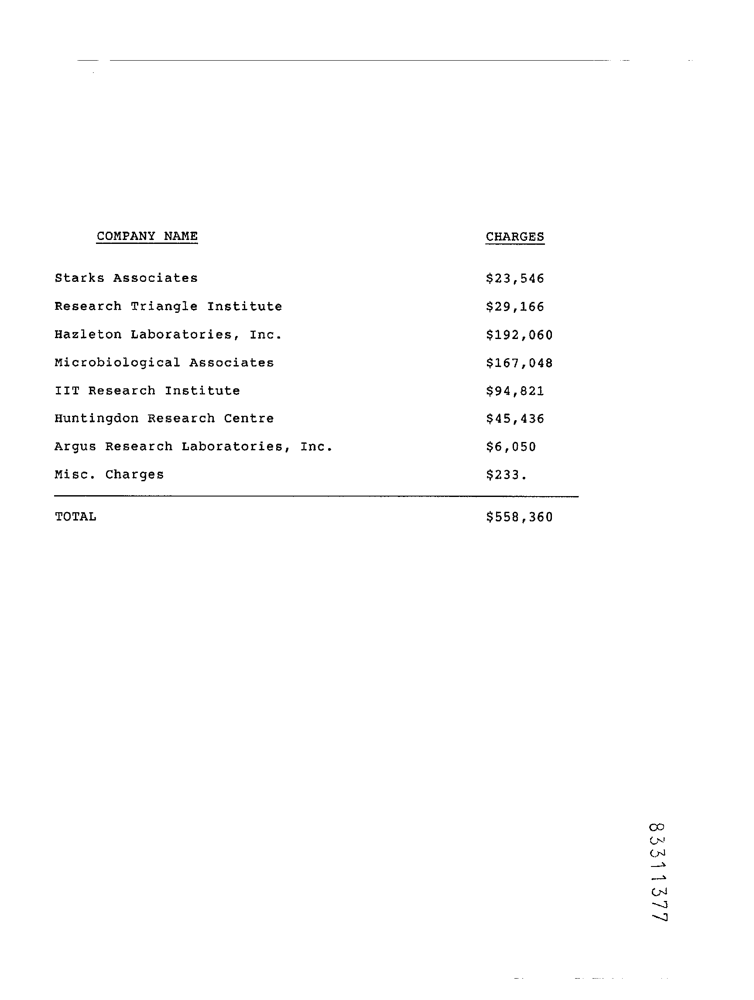 COMPANY NAME CHARGES
Starks Associates $23,546
Research Triangle Institute $29,166
Hazleton Laboratories, Inc. $192,060
Microbiological Associates $167,048
IIT Research Institute $94,821
Huntingdon Research Centre $45,436
Argus Research Laboratories, Inc. $6,050
Misc. Charges $233.
TOTAL $558,360
83311377